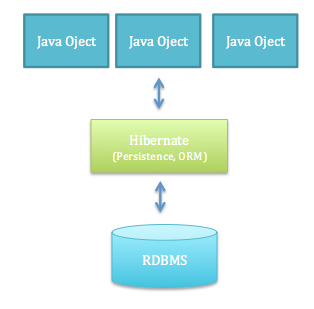 Java Oject
Java Oject
Java Oject
Hibernate
(Persistence, ORM)
RDBMS